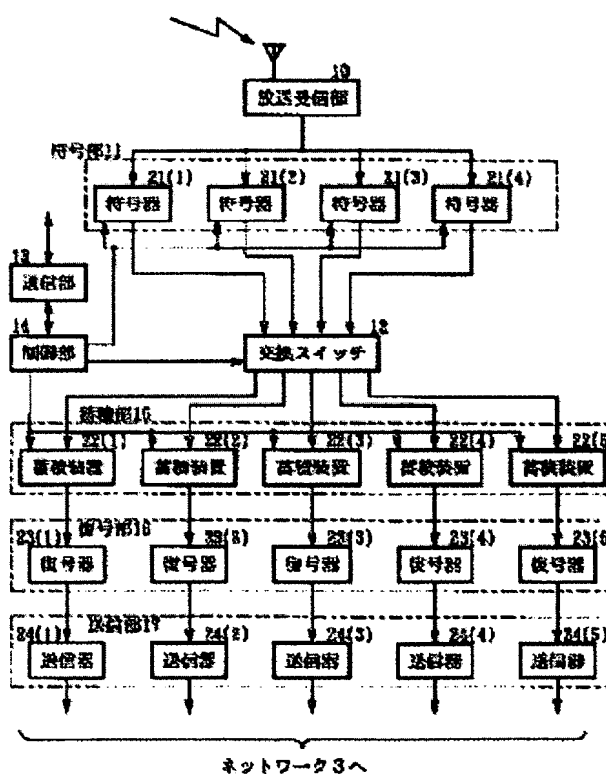 10
放送受信部
符号部11
21(1) 21(2) 21(3) 21(4)
符号器 符号器 符号器 符号器
13
送信部
14 12
制御部 交換スイッチ
蓄積部15
22(1) 22(2) 22(3) 22(4) 22(5
蓄積装置 蓄積装置 蓄積装置 蓄積装置 蓄積装置
復号部16
23(1) 23(2) 23(3) 23(4) 23(5
復号器 復号器 復号器 復号器 復号器
送信部17
24(1) 24(2) 24(3) 24(4) 24(5)
送信器 送信器 送信器 送信器 送信器
ネットワーク3へ